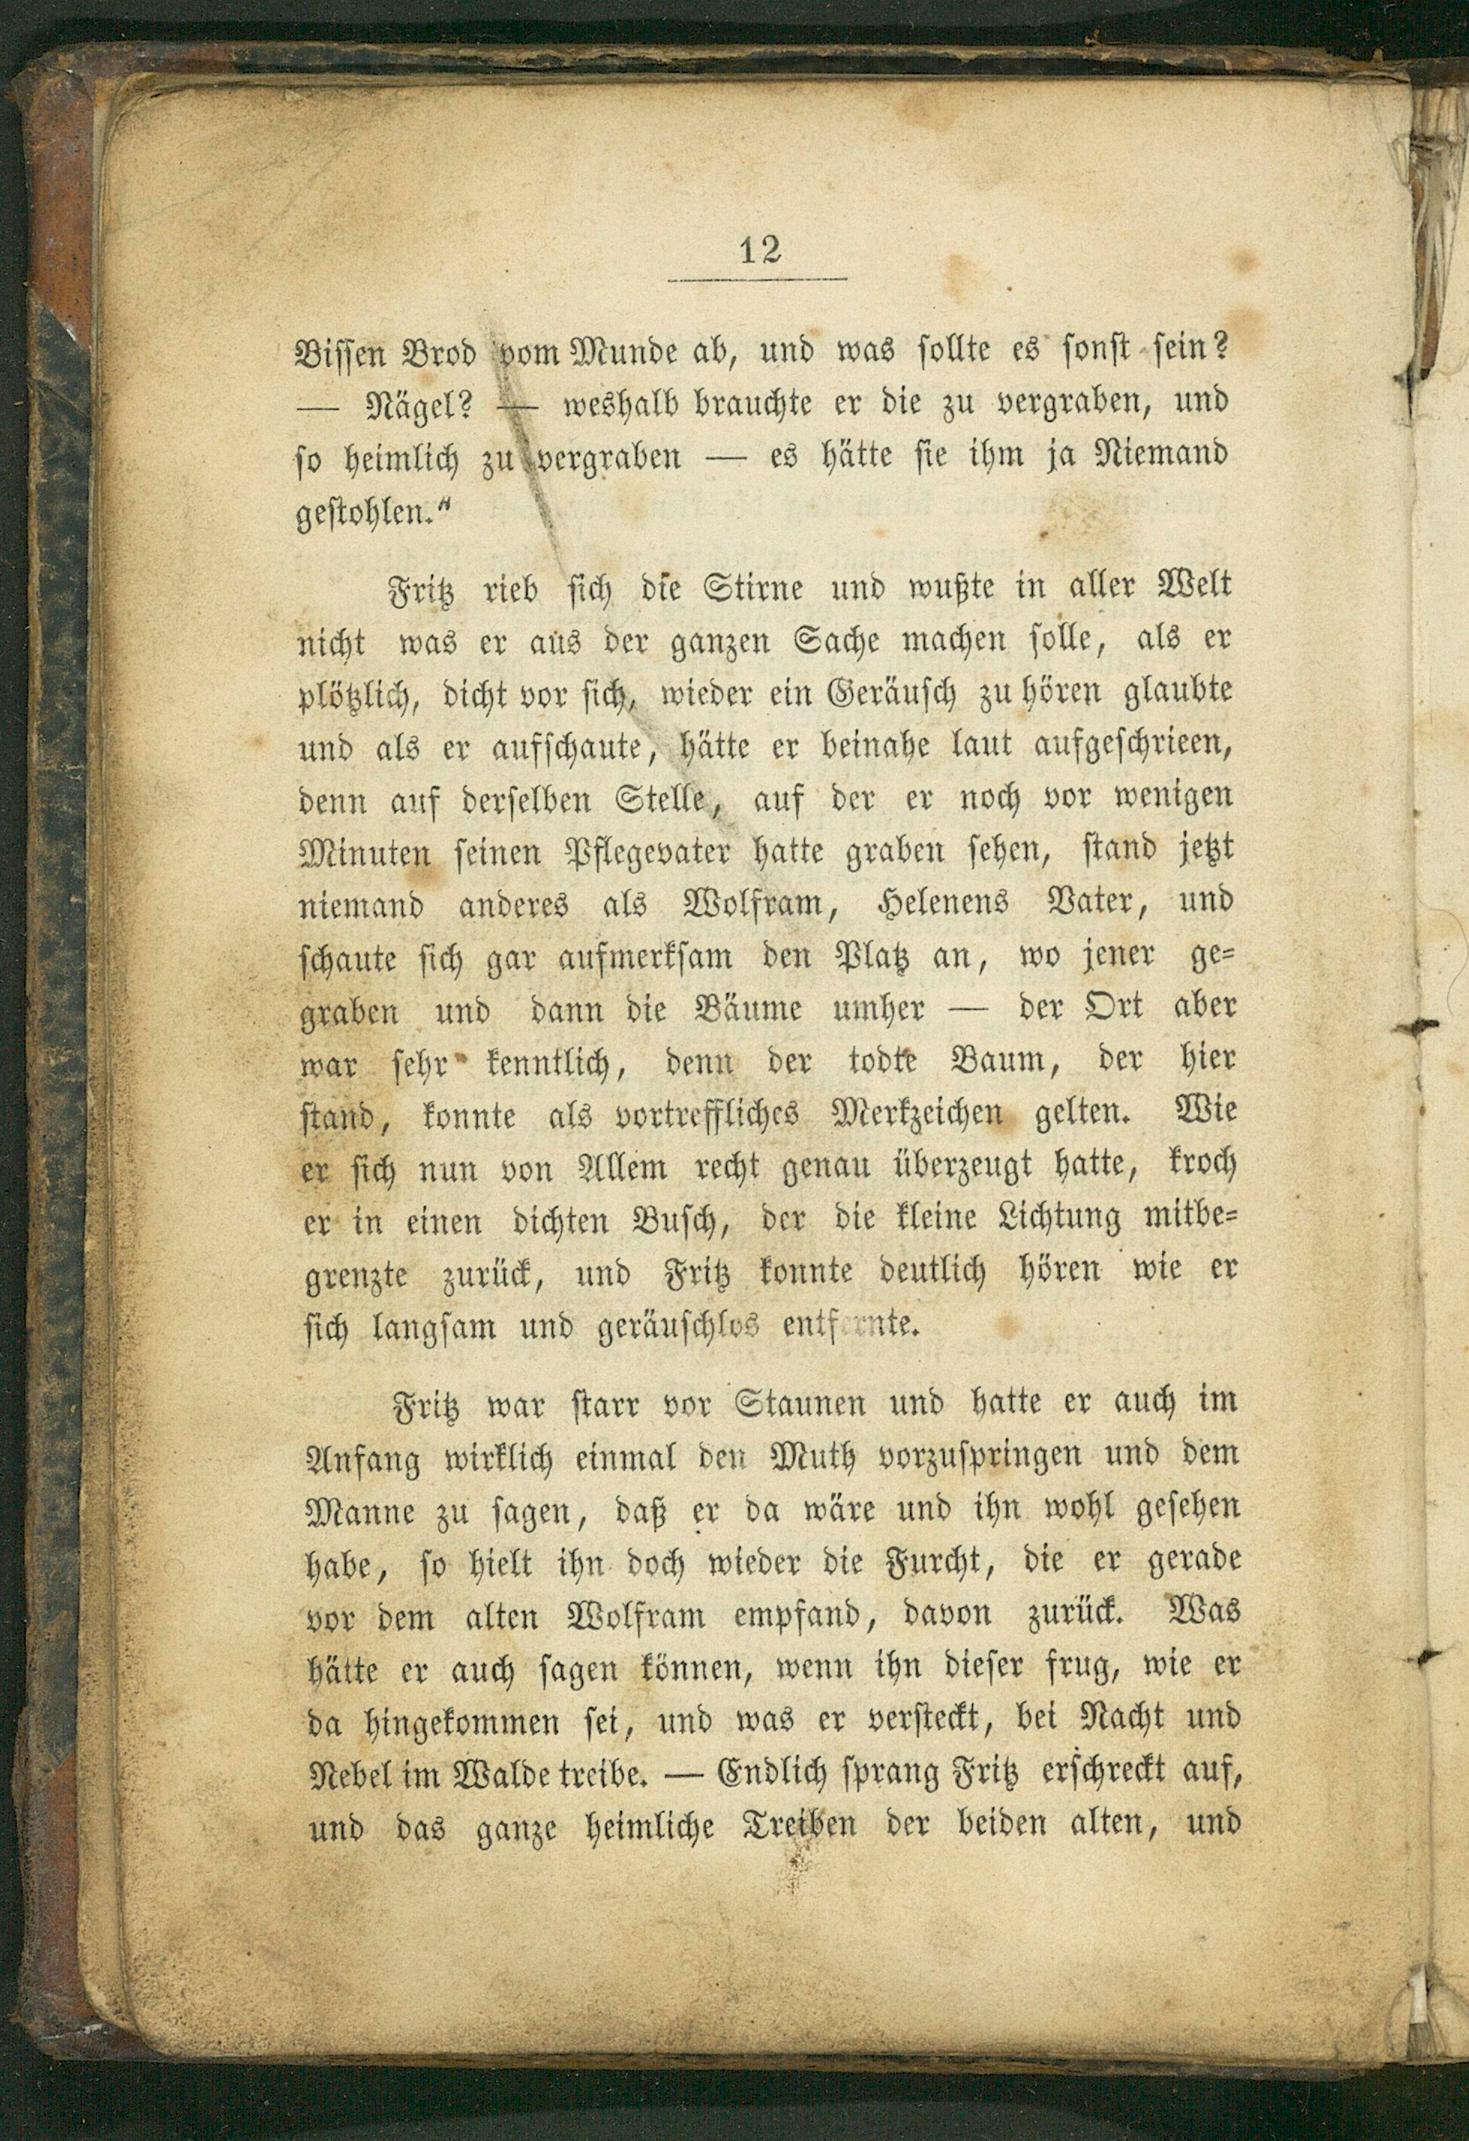 12
Bissen Brod vom Munde ab, und was sollte es sonst sein?
— Nägel? — weshalb brauchte er die zu vergraben, und
so heimlich zu vergraben — es hätte sie ihm ja Niemand
gestohlen."
Fritz rieb sich die Stirne und wußte in aller Welt
nicht was er aus der ganzen Sache machen solle, als er
plötzlich, dicht vor sich, wieder ein Geräusch zu hören glaubte
und als er aufschaute, hätte er beinahe laut aufgeschrieen,
denn auf derselben Stelle, auf der er noch vor wenigen
Minuten seinen Pflegevater hatte graben sehen, stand jetzt
niemand anderes als Wolfram, Helenens Vater, und
schaute sich gar aufmerksam den Platz an, wo jener ge-
graben und dann die Bäume umher — der Ort aber
war sehr kenntlich, denn der todte Baum, der hier
stand, konnte als vortreffliches Merkzeichen gelten. Wie
er sich nun von Allem recht genau überzeugt hatte, kroch
er in einen dichten Busch, der die kleine Lichtung mitbe-
grenzte zurück, und Fritz konnte deutlich hören wie er
sich langsam und geräuschlos entfernte.
Fritz war starr vor Staunen und hatte er auch im
Anfang wirklich einmal den Muth vorzuspringen und dem
Manne zu sagen, daß er da wäre und ihn wohl gesehen
habe, so hielt ihn doch wieder die Furcht, die er gerade
vor dem alten Wolfram empfand, davon zurück. Was
hätte er auch sagen können, wenn ihn dieser frug, wie er
da hingekommen sei, und was er versteckt, bei Nacht und
Nebel im Walde treibe. — Endlich sprang Fritz erschreckt auf,
und das ganze heimliche Treiben der beiden alten, und